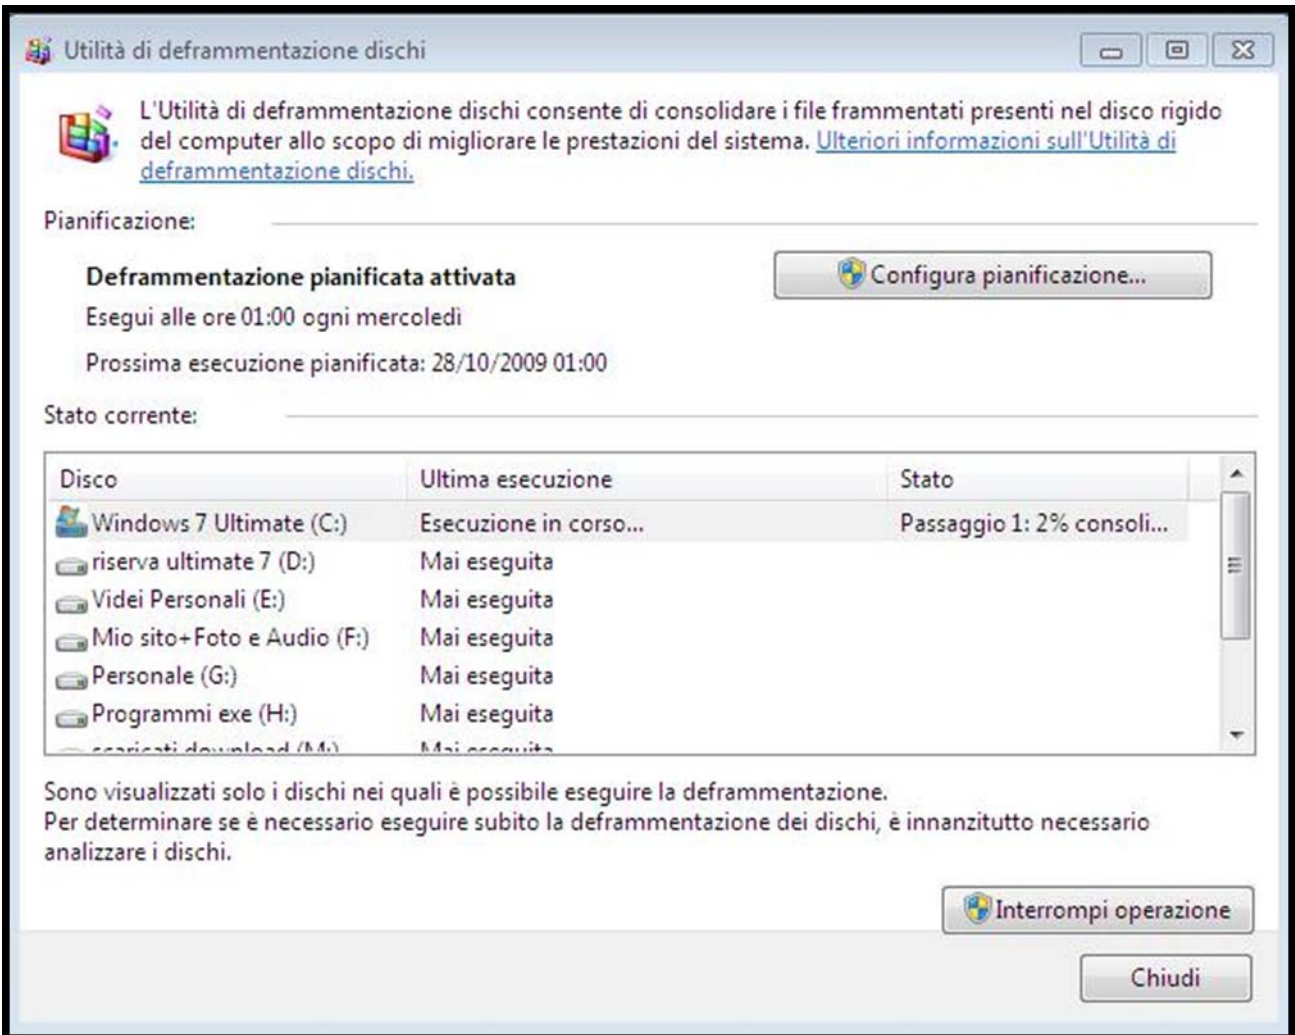 Utilità di deframmentazione dischi
L'Utilità di deframmentazione dischi consente di consolidare i file frammentati presenti nel disco rigido
del computer allo scopo di migliorare le prestazioni del sistema. Ulteriori informazioni sull'Utilità di
deframmentazione dischi.
Pianificazione:
Deframmentazione pianificata attivata
Configura pianificazione...
Esegui alle ore 01:00 ogni mercoledì
Prossima esecuzione pianificata: 28/10/2009 01:00
Stato corrente:
Disco Ultima esecuzione Stato
Windows 7 Ultimate (C:) Esecuzione in corso... Passaggio 1: 2% consoli...
riserva ultimate 7 (D:) Mai eseguita
Videi Personali (E:) Mai eseguita
Mio sito+Foto e Audio (F:) Mai eseguita
Personale (G:) Mai eseguita
Programmi exe (H:) Mai eseguita
scaricati download (M:) Mai eseguita
Sono visualizzati solo i dischi nei quali è possibile eseguire la deframmentazione.
Per determinare se è necessario eseguire subito la deframmentazione dei dischi, è innanzitutto necessario
analizzare i dischi.
Interrompi operazione
Chiudi